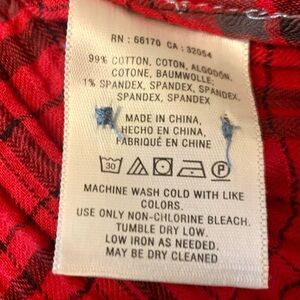 RN : 66170 CA : 32054
99% COTTON, COTON, ALGODON,
COTONE, BAUMWOLLE,
1% SPANDEX, SPANDEX, SPANDEX,
SPANDEX, SPANDEX
MADE IN CHINA,
HECHO EN CHINA,
FABRIQUÉ EN CHINE
30 P
MACHINE WASH COLD WITH LIKE
COLORS.
USE ONLY NON-CHLORINE BLEACH.
TUMBLE DRY LOW.
LOW IRON AS NEEDED.
MAY BE DRY CLEANED